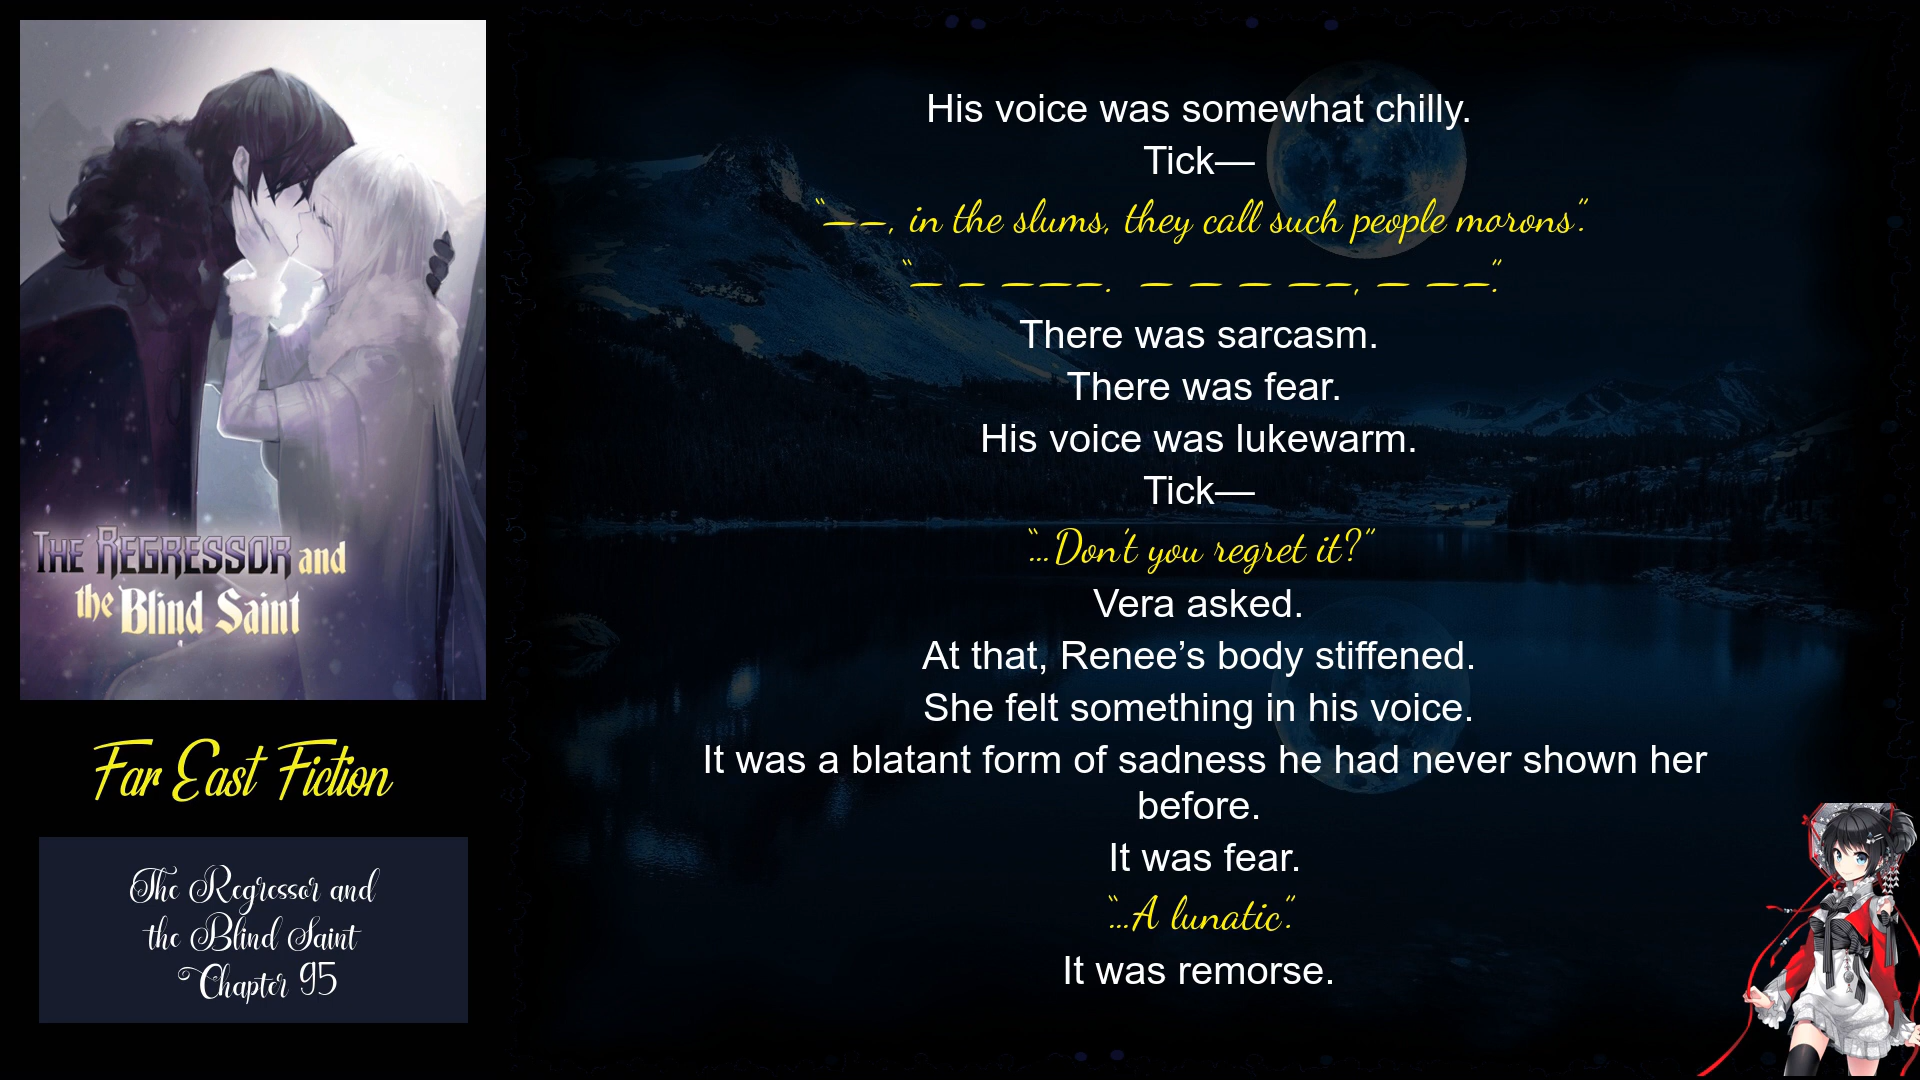 THE REGRESSOR and
the Blind Saint
Far East Fiction
The Regressor and
the Blind Saint
Chapter 95
His voice was somewhat chilly.
Tick—
“——, in the slums, they call such people morons.”
“— — ———. — — — ——, — ——.”
There was sarcasm.
There was fear.
His voice was lukewarm.
Tick—
“…Don’t you regret it?”
Vera asked.
At that, Renee’s body stiffened.
She felt something in his voice.
It was a blatant form of sadness he had never shown her
before.
It was fear.
“…A lunatic.”
It was remorse.